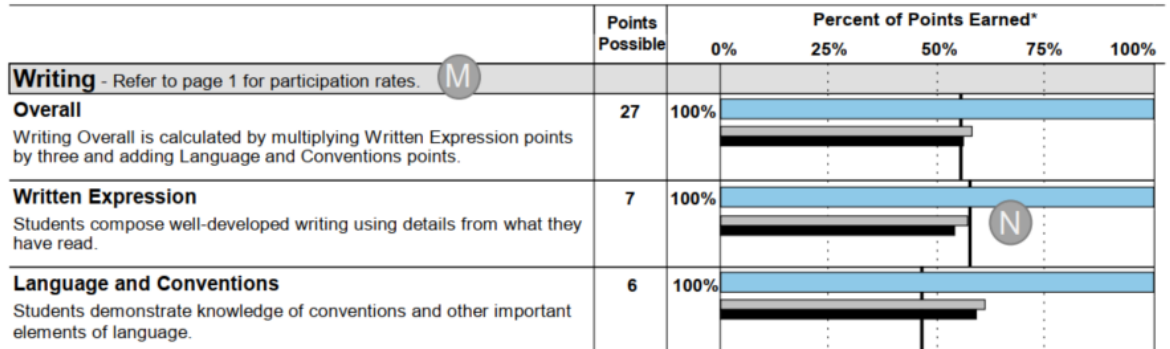 Points Possible
Percent of Points Earned*
0% 25% 50% 75% 100%
Writing - Refer to page 1 for participation rates. M
Overall 27 100%
Writing Overall is calculated by multiplying Written Expression points
by three and adding Language and Conventions points.
Written Expression 7 100%
Students compose well-developed writing using details from what they
have read.
N
Language and Conventions 6 100%
Students demonstrate knowledge of conventions and other important
elements of language.